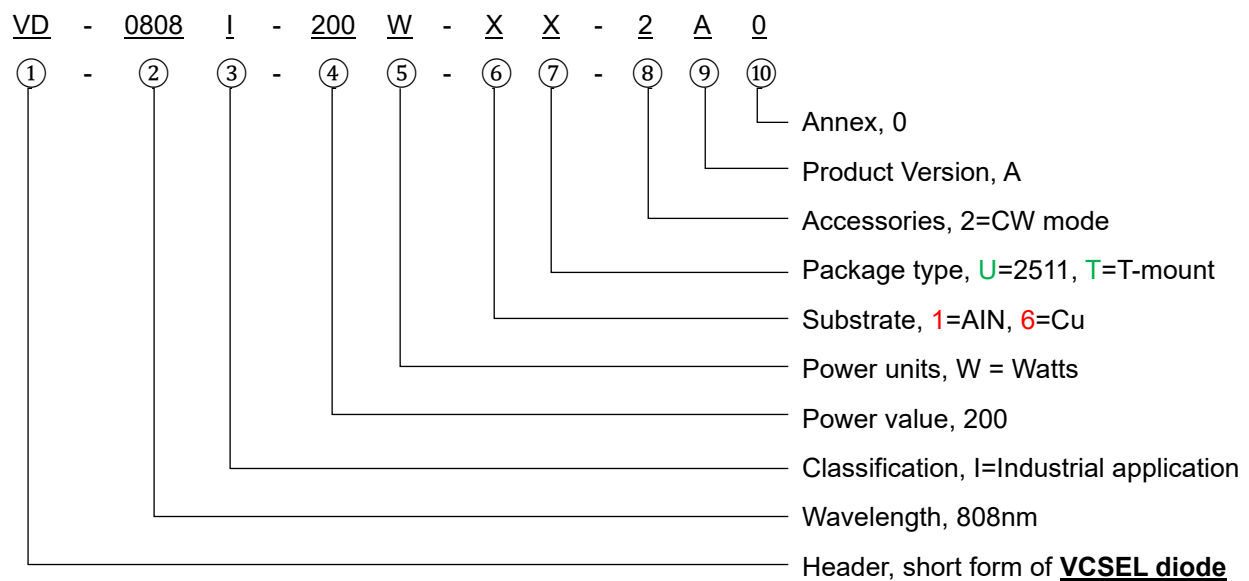 VD - 0808 I - 200 W - X X - 2 A 0
① - ② ③ - ④ ⑤ - ⑥ ⑦ - ⑧ ⑨ ⑩
Annex, 0
Product Version, A
Accessories, 2=CW mode
Package type, U=2511, T=T-mount
Substrate, 1=AIN, 6=Cu
Power units, W = Watts
Power value, 200
Classification, I=Industrial application
Wavelength, 808nm
Header, short form of VCSEL diode